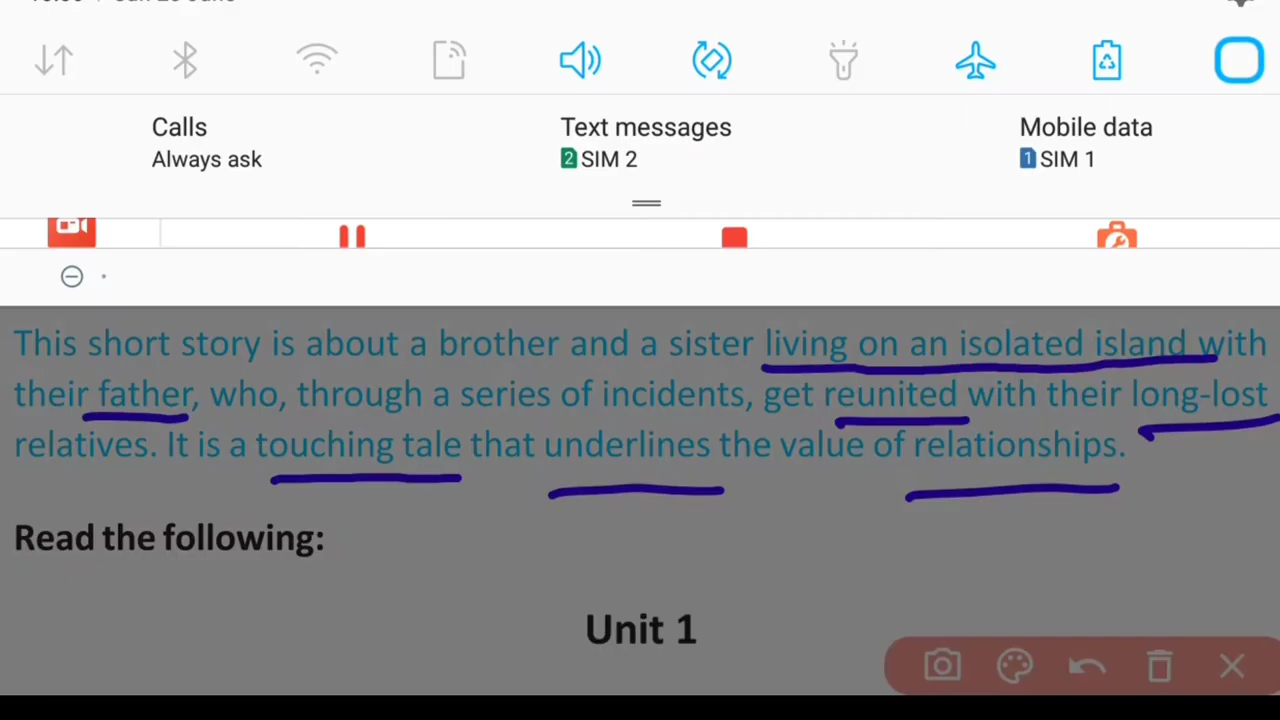 Calls
Text messages
Mobile data
Always ask
2 SIM 2
1 SIM 1
This short story is about a brother and a sister living on an isolated island with
their father, who, through a series of incidents, get reunited with their long-lost
relatives. It is a touching tale that underlines the value of relationships.
Read the following:
Unit 1